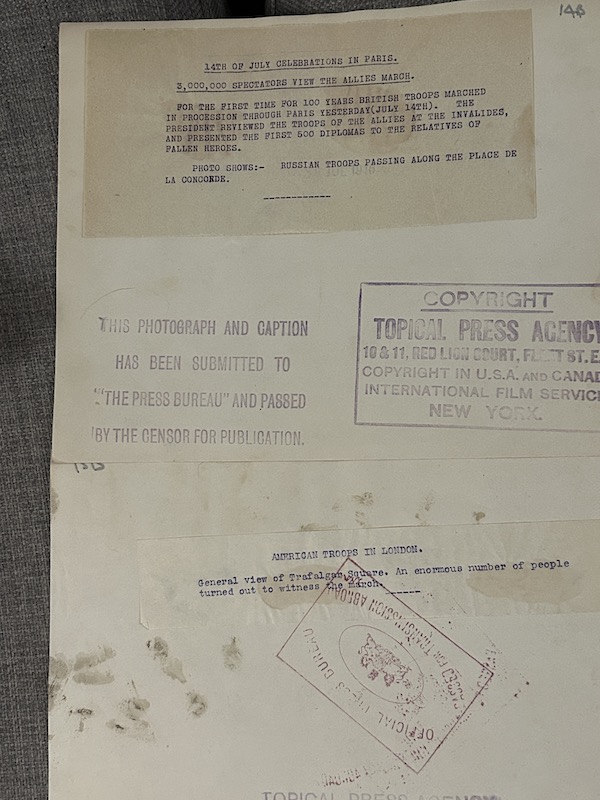 148
14TH OF JULY CELEBRATIONS IN PARIS.
3,000,000 SPECTATORS VIEW THE ALLIES MARCH.
FOR THE FIRST TIME FOR 100 YEARS BRITISH TROOPS MARCHED
IN PROCESSION THROUGH PARIS YESTERDAY(JULY 14TH). THE
PRESIDENT REVIEWED THE TROOPS OF THE ALLIES AT THE INVALIDES,
AND PRESENTED THE FIRST 500 DIPLOMAS TO THE RELATIVES OF
FALLEN HEROES.
PHOTO SHOWS:- RUSSIAN TROOPS PASSING ALONG THE PLACE DE
LA CONCORDE.
THIS PHOTOGRAPH AND CAPTION
HAS BEEN SUBMITTED TO
"THE PRESS BUREAU" AND PASSED
BY THE CENSOR FOR PUBLICATION.
COPYRIGHT
TOPICAL PRESS AGENCY
10 & 11, RED LION COURT, FLEET ST. E.
COPYRIGHT IN U.S.A. AND CANAD
INTERNATIONAL FILM SERVIC
NEW YORK.
AMERICAN TROOPS IN LONDON.
General view of Trafalgar Square. An enormous number of people
turned out to witness the march.
OFFICIAL PRESS BUREAU
PASSED FOR TRANSMISSION ABROAD
TOPICAL PRESS AGENCY